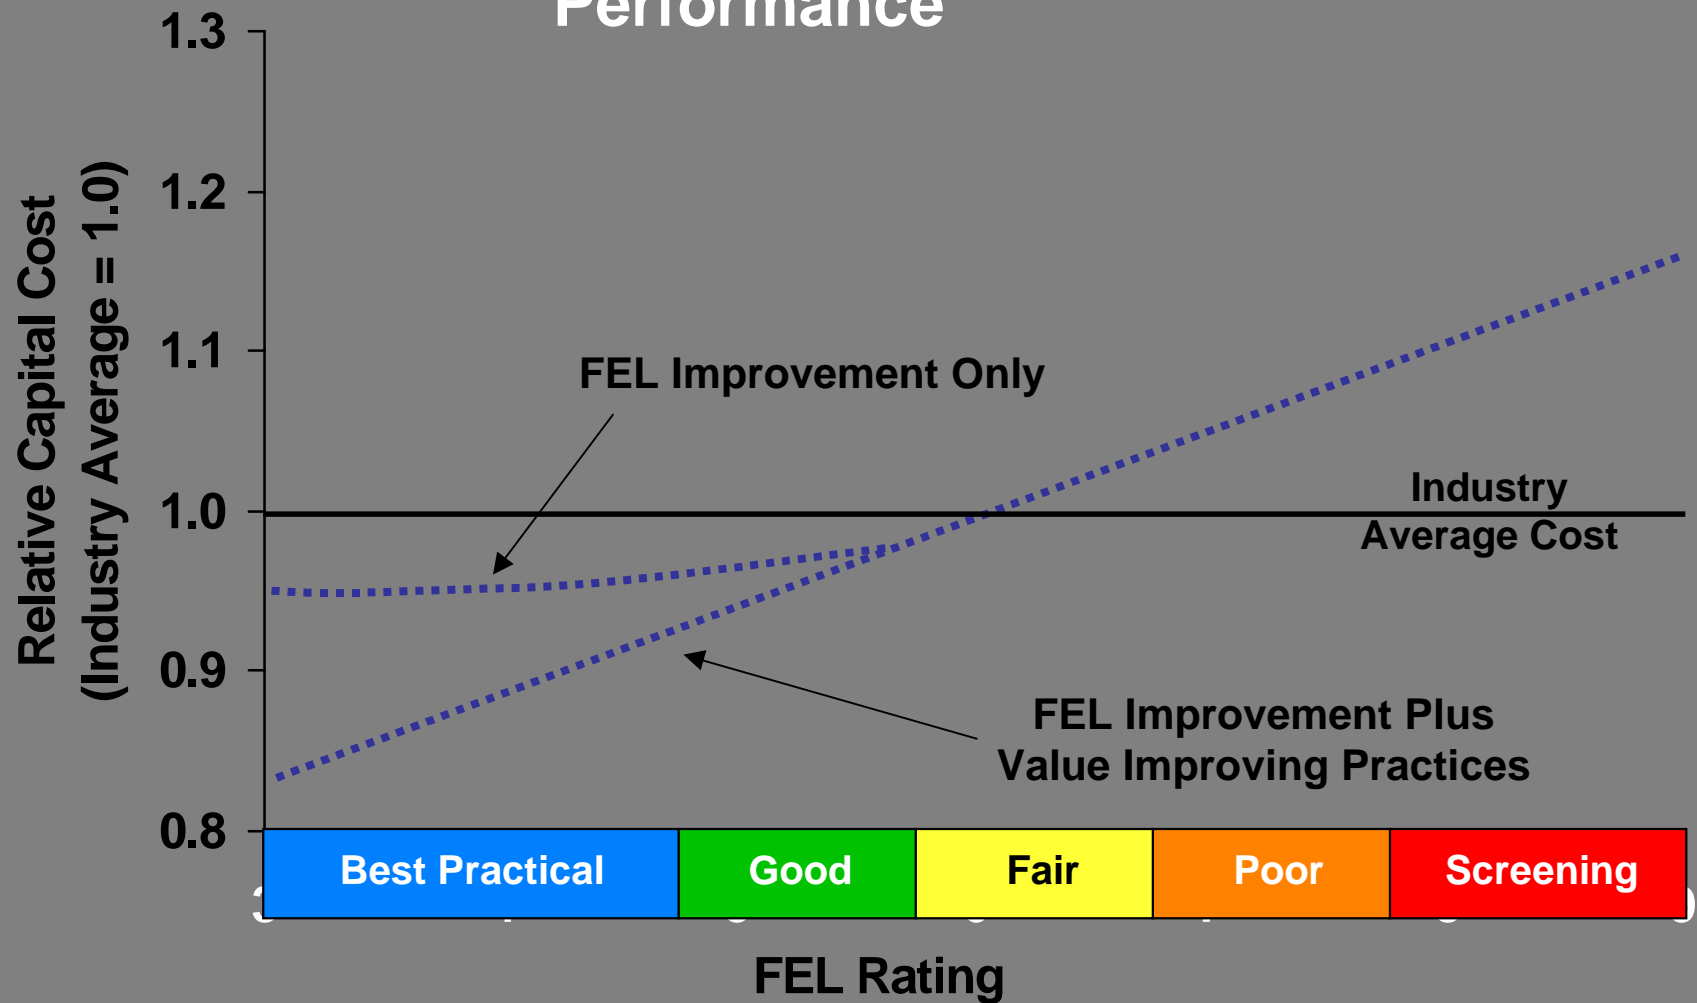 Performance
1.3
1.2
1.1
1.0
0.9
0.8
Relative Capital Cost
(Industry Average = 1.0)
FEL Improvement Only
Industry
Average Cost
FEL Improvement Plus
Value Improving Practices
Best Practical
Good
Fair
Poor
Screening
FEL Rating